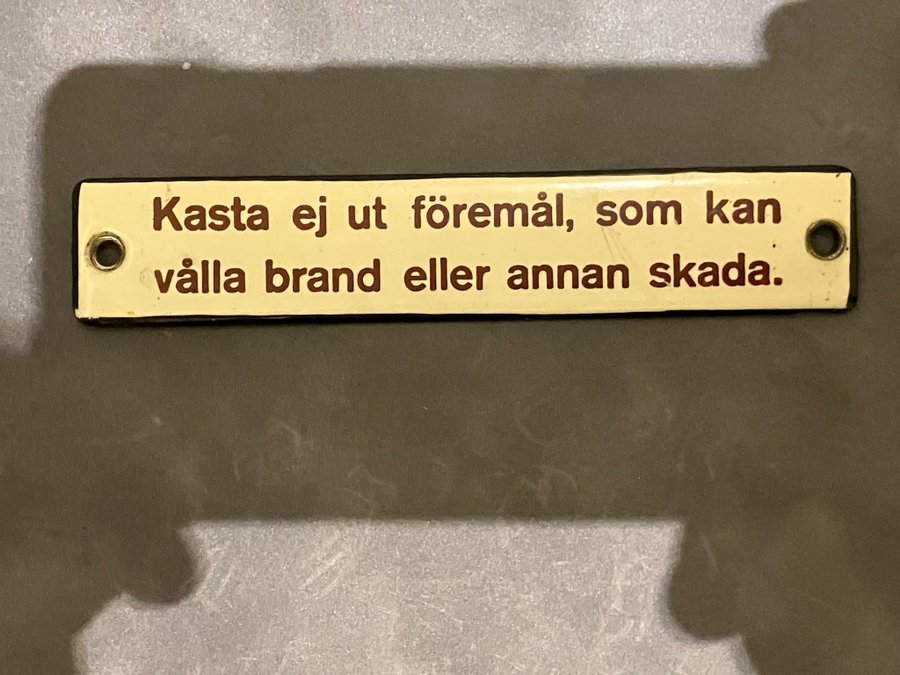 Kasta ej ut föremål, som kan
vålla brand eller annan skada.